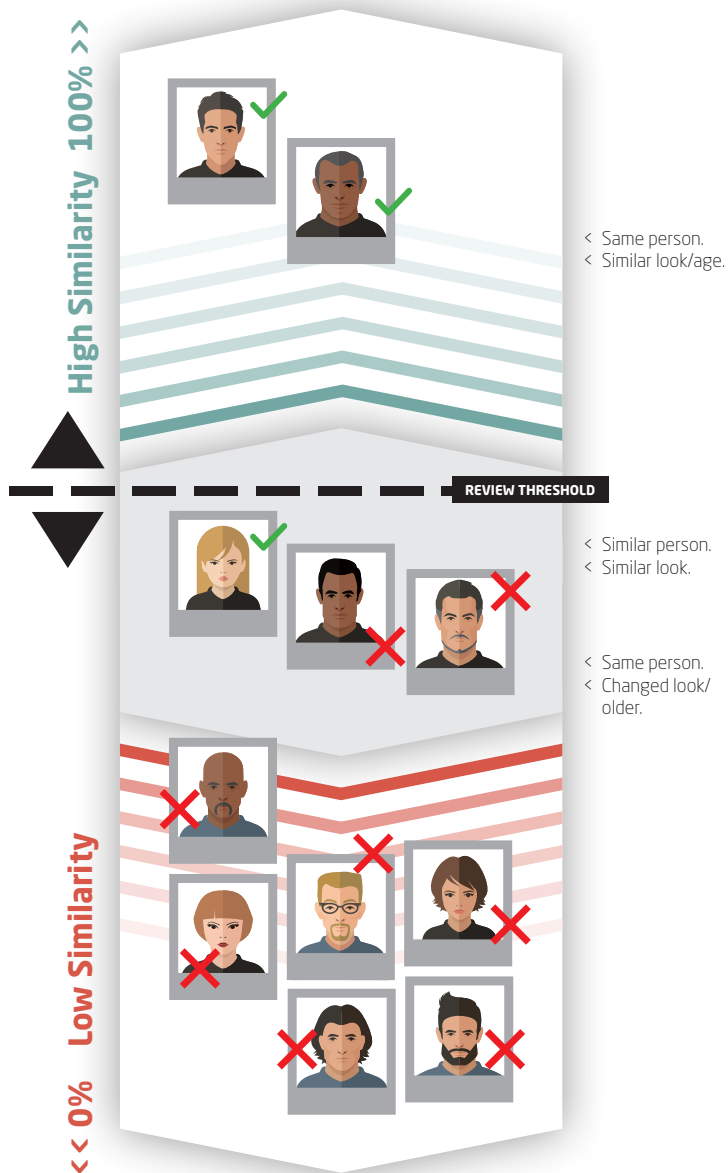 High Similarity 100% >>
< Same person.
< Similar look/age.
REVIEW THRESHOLD
< Similar person.
< Similar look.
< Same person.
< Changed look/
older.
<< 0% Low Similarity